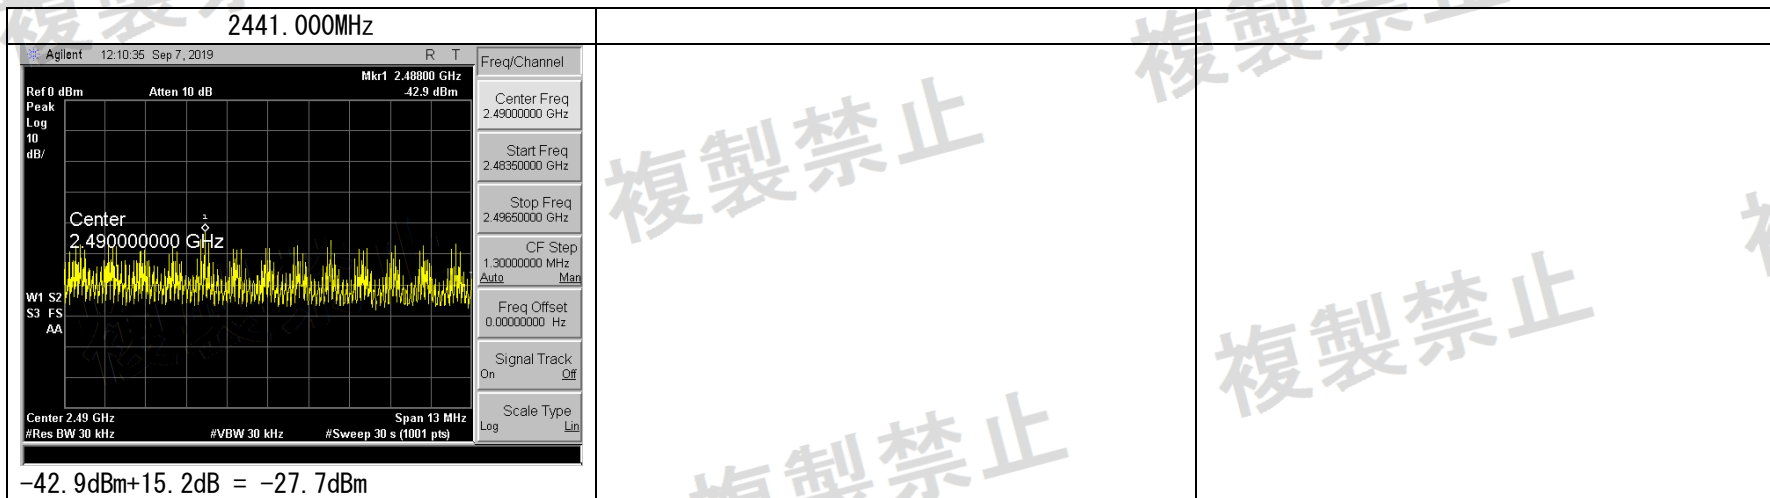 2441.000MHz
Agilent 12:10:35 Sep 7, 2019 R T
Freq/Channel
Mkr1 2.48800 GHz
Ref 0 dBm Atten 10 dB -42.9 dBm
Peak
Log
10
dB/
Center Freq
2.49000000 GHz
Start Freq
2.48350000 GHz
Stop Freq
2.49650000 GHz
1
Center
2.490000000 GHz
CF Step
1.30000000 MHz
Auto Man
W1 S2
S3 FS
AA
Freq Offset
0.00000000 Hz
Signal Track
On Off
Scale Type
Log Lin
Center 2.49 GHz Span 13 MHz
#Res BW 30 kHz #VBW 30 kHz #Sweep 30 s (1001 pts)
-42.9dBm+15.2dB = -27.7dBm
複製禁止
複製禁止
複製禁止
複製禁止
複製禁止